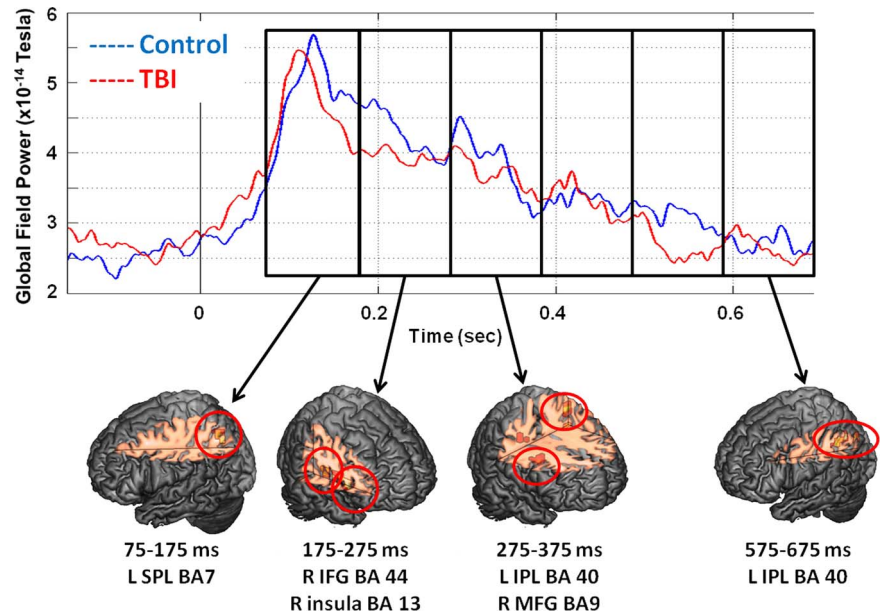 Global Field Power (x10⁻¹⁴ Tesla)
6
5
4
3
2
Control
TBI
0
0.2
0.4
0.6
Time (sec)
75-175 ms
L SPL BA7
175-275 ms
R IFG BA 44
R insula BA 13
275-375 ms
L IPL BA 40
R MFG BA9
575-675 ms
L IPL BA 40